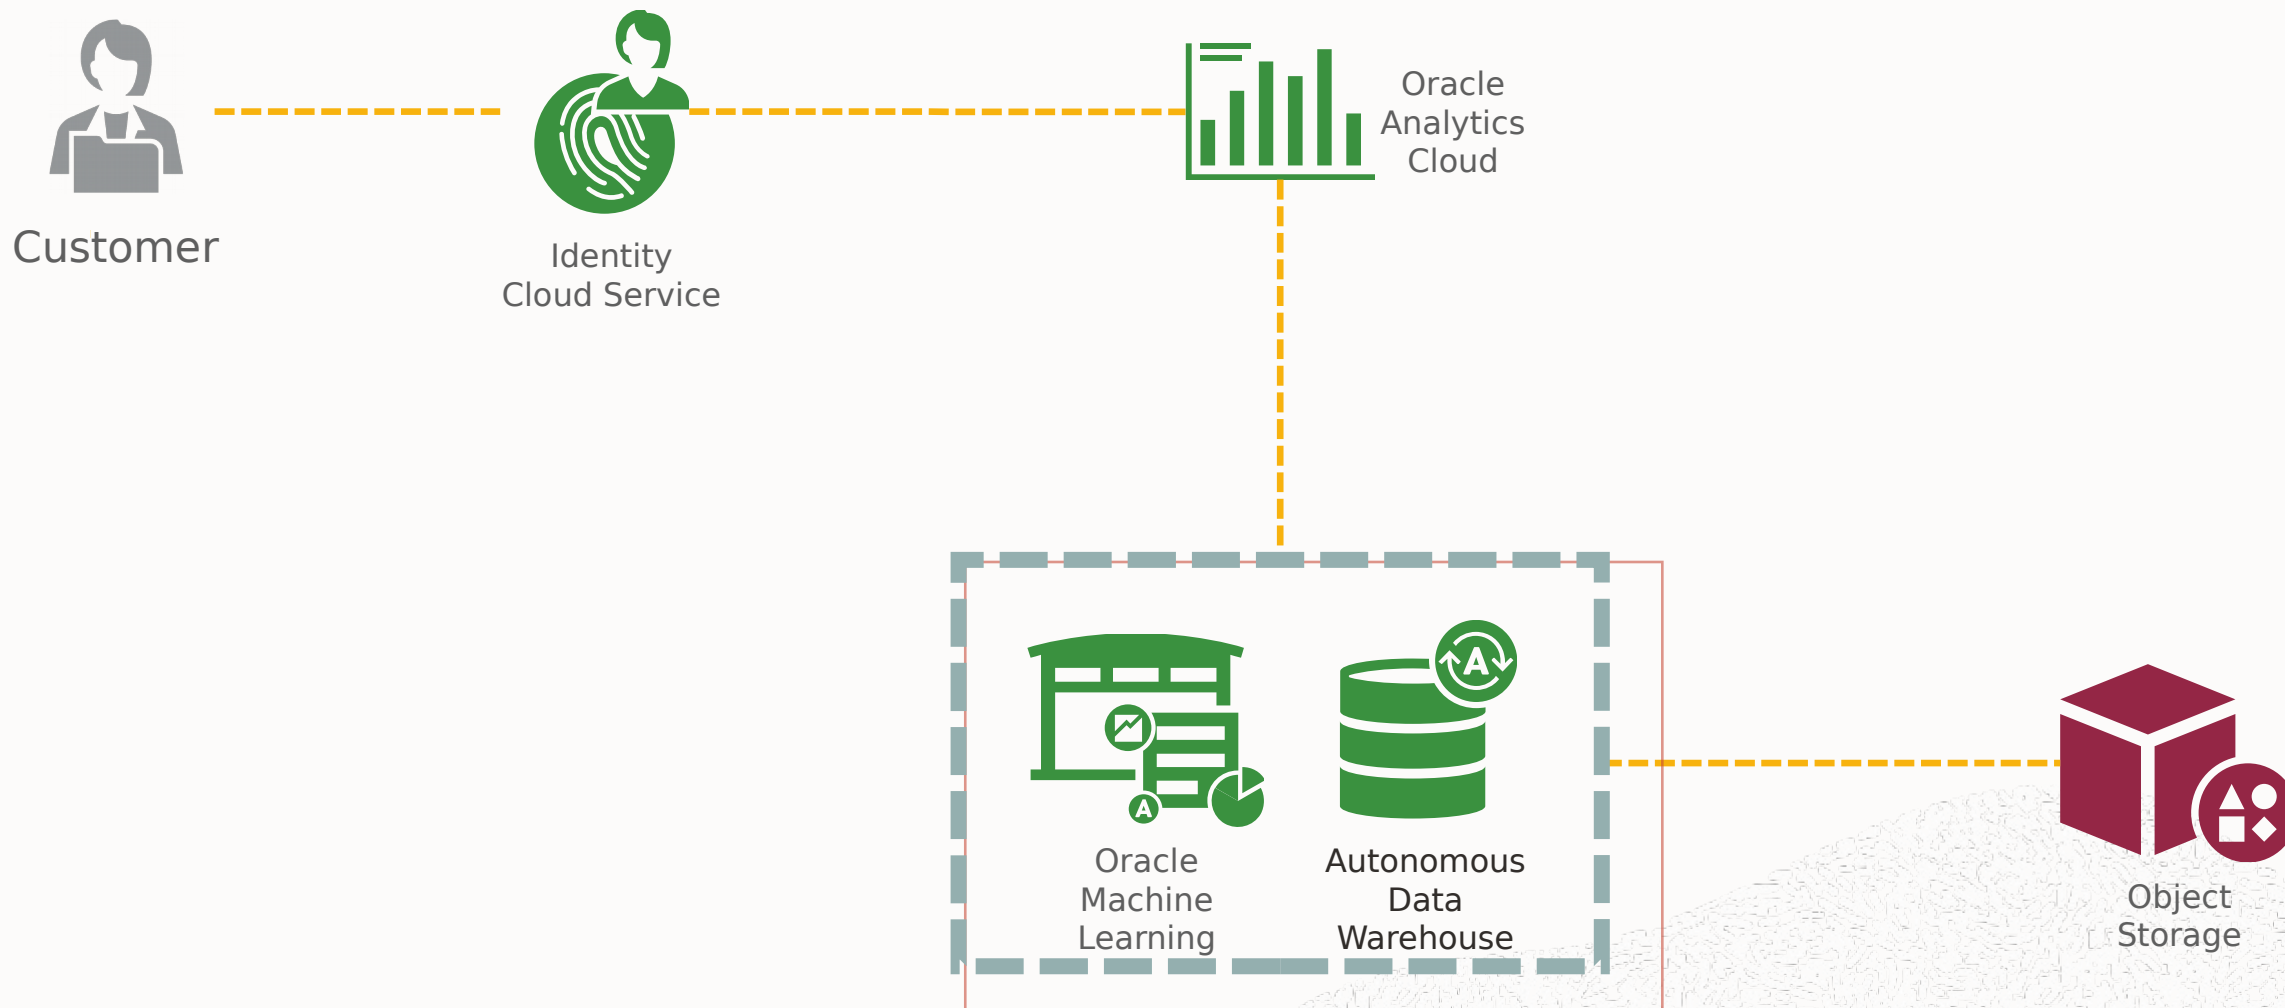 Customer
Identity
Cloud Service
Oracle
Analytics
Cloud
A
A
Oracle
Machine
Learning
Autonomous
Data
Warehouse
Object
Storage